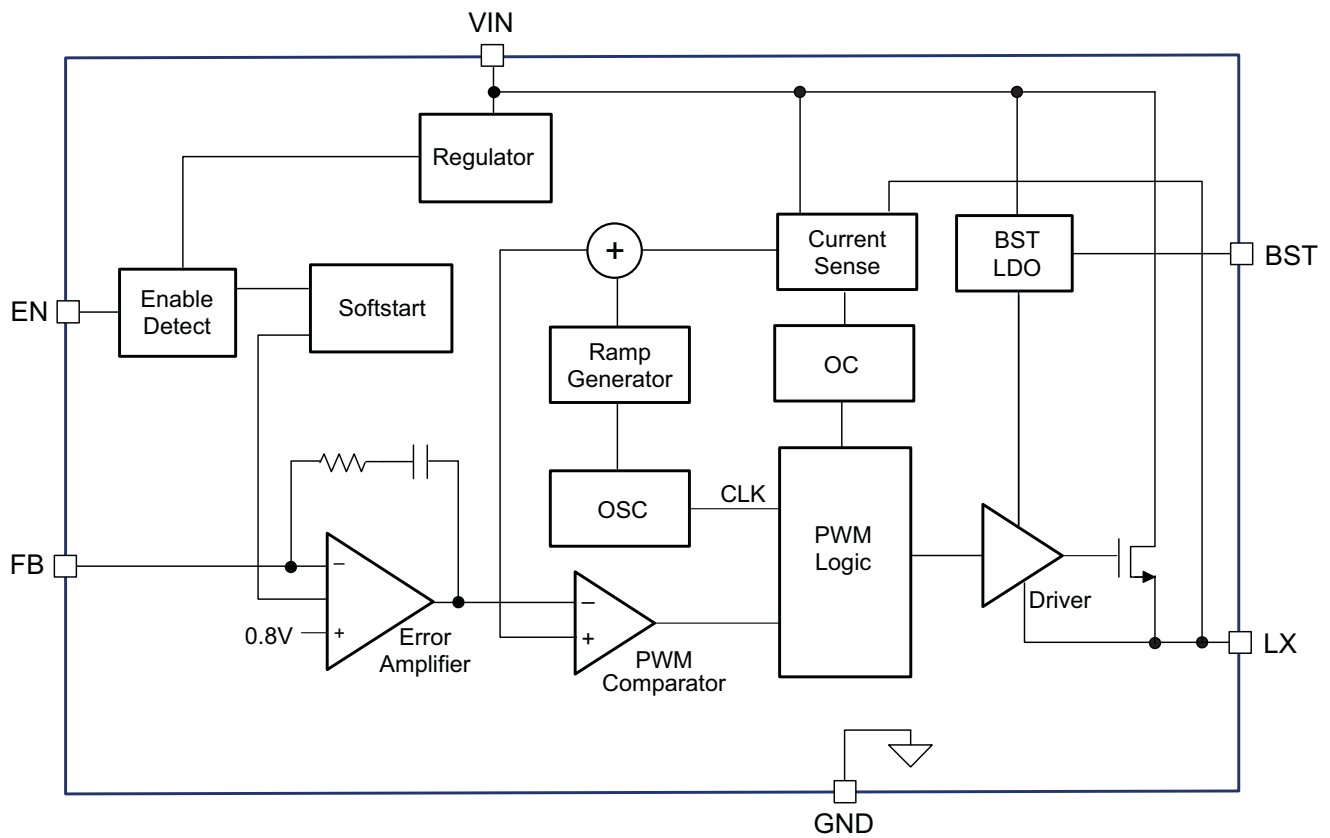 VIN
Regulator
Current
Sense
BST
LDO
BST
+
EN
Enable
Detect
Softstart
Ramp
Generator
OC
OSC
CLK
PWM
Logic
FB
−
0.8V
+
Error
Amplifier
−
+
PWM
Comparator
Driver
LX
GND